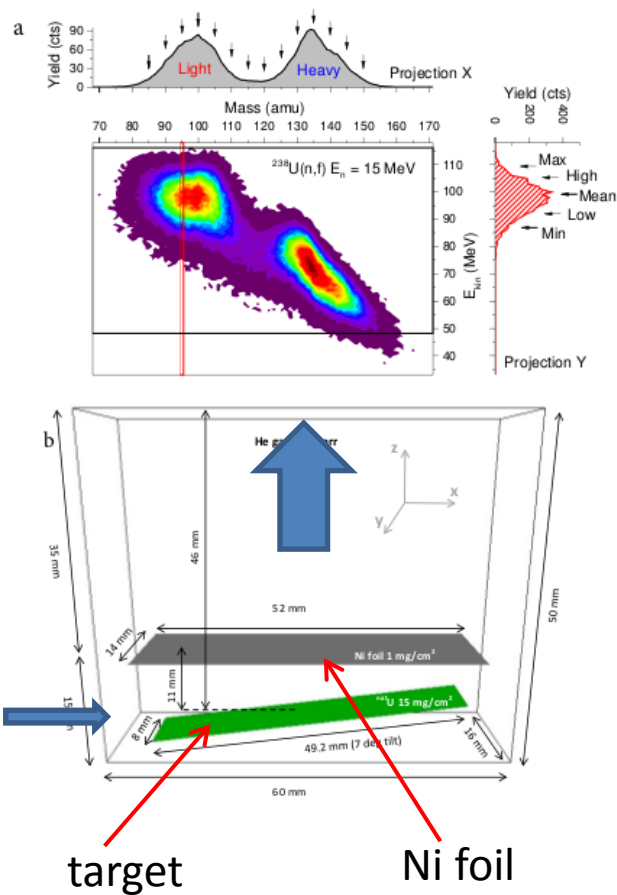 a
Yield (cts)
90
60
30
0
Light
Heavy
Projection X
Mass (amu)
70 80 90 100 110 120 130 140 150 160 170
Yield (cts)
0 200 400
²³⁸U(n,f) Eₙ = 15 MeV
110
100
90
80
70
60
50
40
E_kin (MeV)
Max
High
Mean
Low
Min
Projection Y
b
He
z
x
y
35 mm
46 mm
50 mm
52 mm
14 mm
Ni foil 1 mg/cm²
11 mm
U 15 mg/cm²
8 mm
49.2 mm (7 deg tilt)
16 mm
60 mm
target
Ni foil